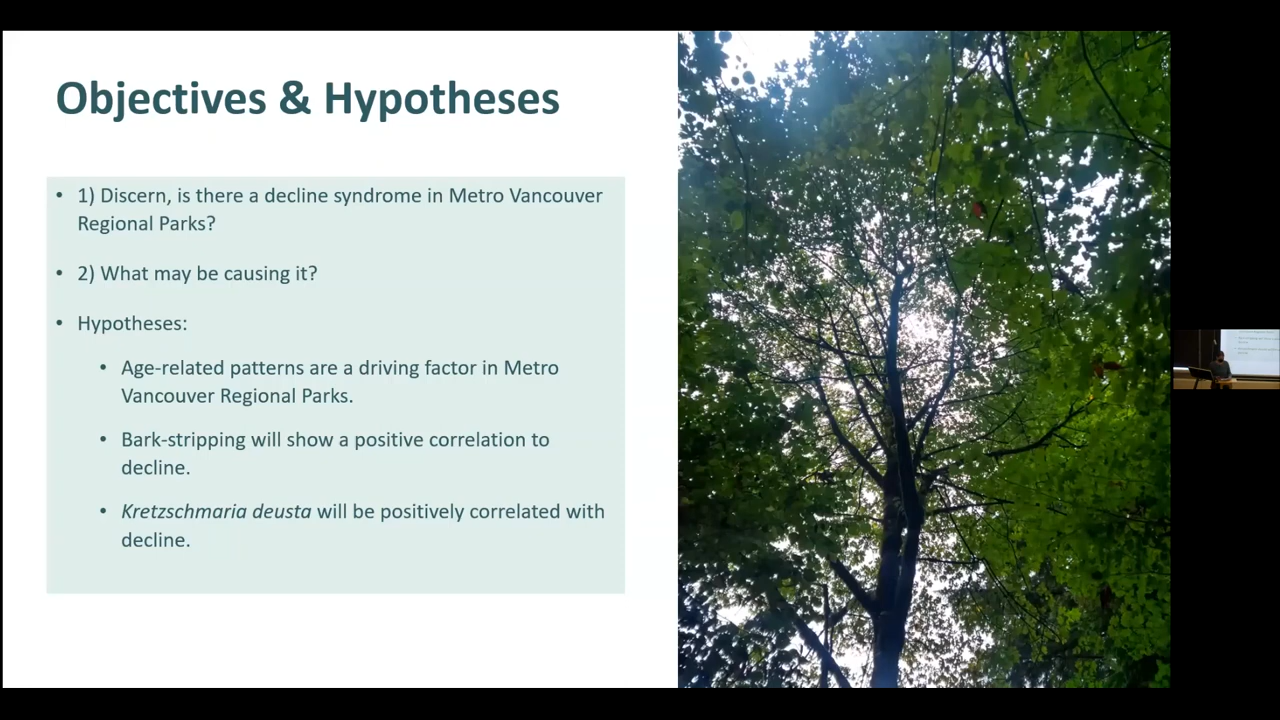 Objectives & Hypotheses
• 1) Discern, is there a decline syndrome in Metro Vancouver
Regional Parks?
• 2) What may be causing it?
• Hypotheses:
• Age-related patterns are a driving factor in Metro
Vancouver Regional Parks.
• Bark-stripping will show a positive correlation to
decline.
• Kretzschmaria deusta will be positively correlated with
decline.